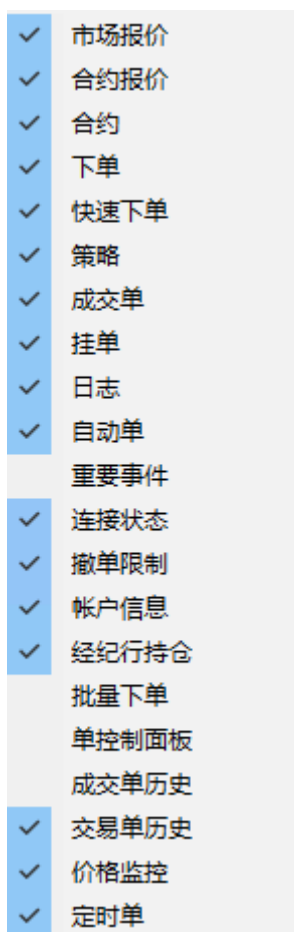 市场报价
合约报价
合约
下单
快速下单
策略
成交单
挂单
日志
自动单
重要事件
连接状态
撤单限制
帐户信息
经纪行持仓
批量下单
单控制面板
成交单历史
交易单历史
价格监控
定时单